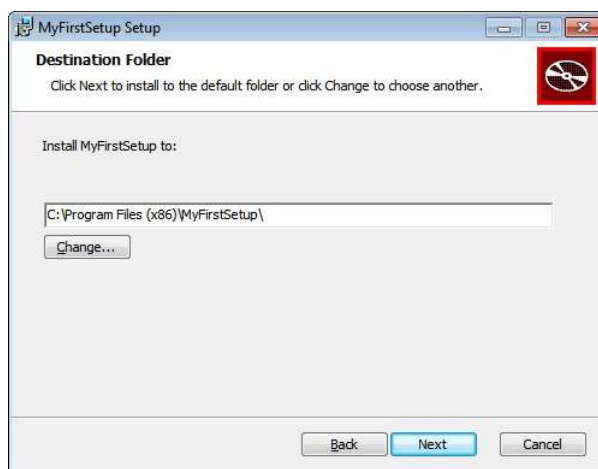 MyFirstSetup Setup
Destination Folder
Click Next to install to the default folder or click Change to choose another.
Install MyFirstSetup to:
C:\Program Files (x86)\MyFirstSetup\
Change...
Back Next Cancel